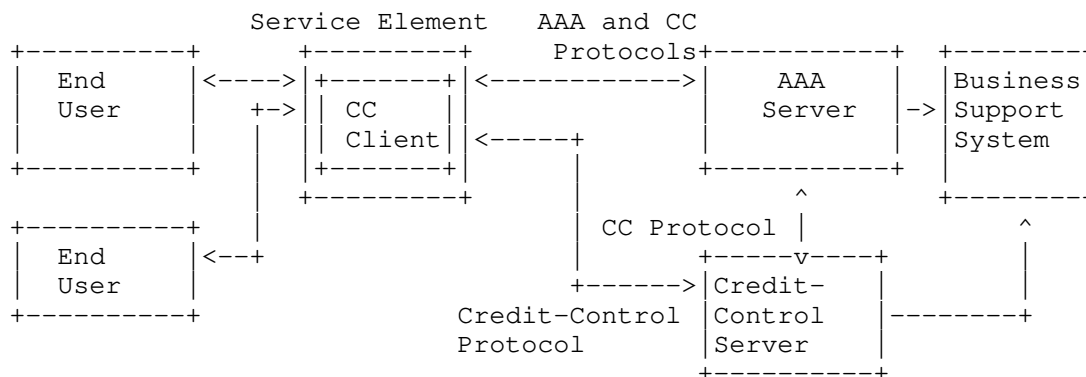 Service Element AAA and CC
Protocols
End AAA Business
User CC Server Support
Client System
CC Protocol
End
User Credit-
Credit-Control Control
Protocol Server